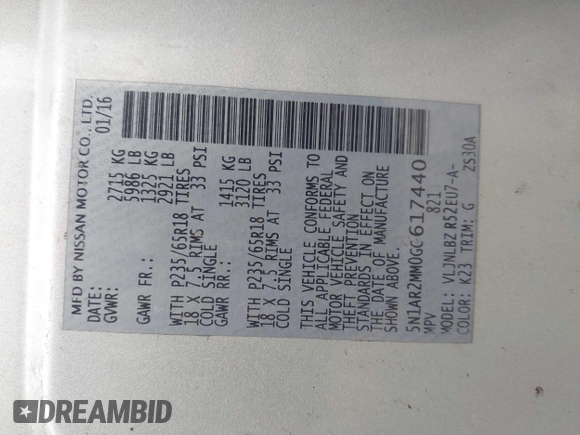 MFD BY NISSAN MOTOR CO., LTD.
DATE: 01/16
GVWR: 2715 KG
5986 LB
GAWR FR.: 1325 KG
2921 LB
WITH P235/65R18 TIRES
18 X 7.5 RIMS AT 33 PSI
COLD SINGLE
GAWR RR.: 1415 KG
3120 LB
WITH P235/65R18 TIRES
18 X 7.5 RIMS AT 33 PSI
COLD SINGLE
THIS VEHICLE CONFORMS TO
ALL APPLICABLE FEDERAL
MOTOR VEHICLE SAFETY AND
THEFT PREVENTION
STANDARDS IN EFFECT ON
THE DATE OF MANUFACTURE
SHOWN ABOVE.
5N1AR2MM0GC617440
MPV 821
MODEL: VLJNLBZ R52EU7-A-
COLOR: K23 TRIM: G ZS30A
DREAMBID